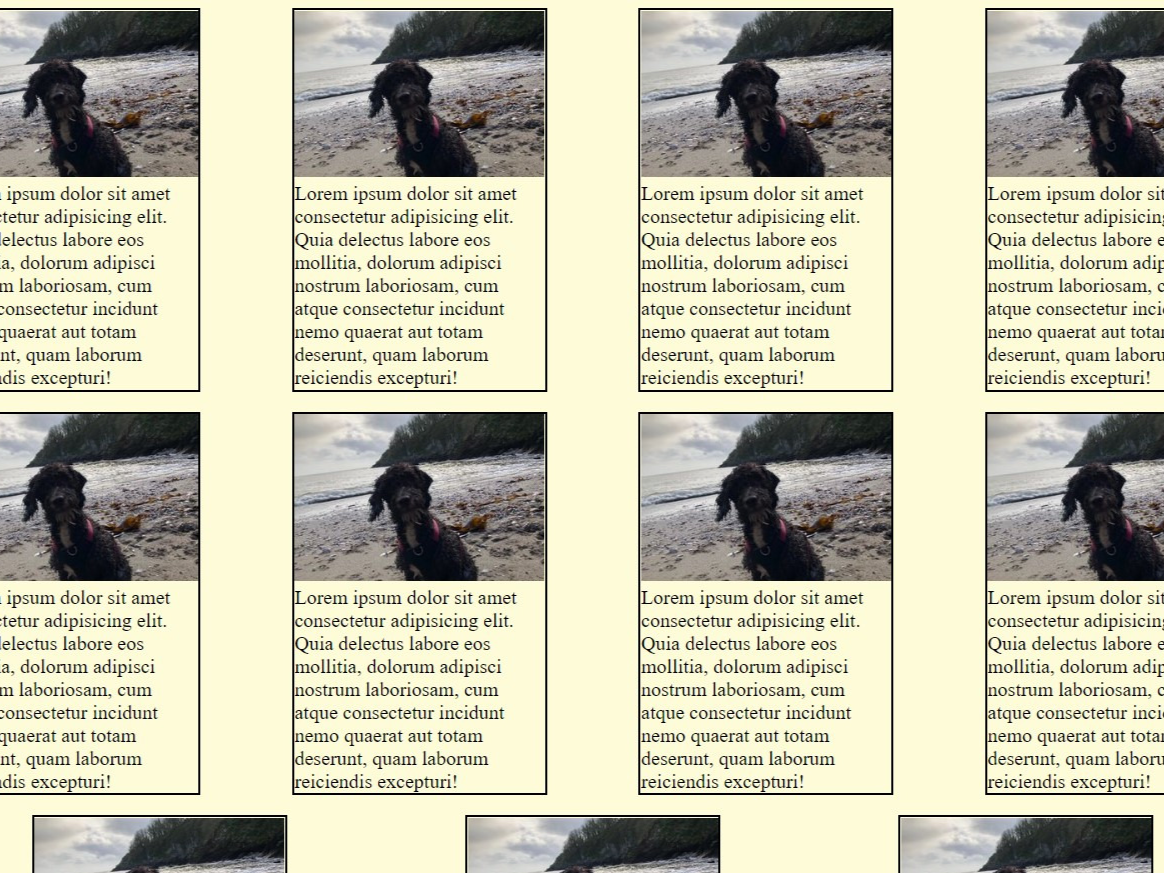 ipsum dolor sit amet
ctetur adipisicing elit.
delectus labore eos
a, dolorum adipisci
m laboriosam, cum
consectetur incidunt
quaerat aut totam
nt, quam laborum
ndis excepturi!
Lorem ipsum dolor sit amet
consectetur adipisicing elit.
Quia delectus labore eos
mollitia, dolorum adipisci
nostrum laboriosam, cum
atque consectetur incidunt
nemo quaerat aut totam
deserunt, quam laborum
reiciendis excepturi!
Lorem ipsum dolor sit amet
consectetur adipisicing elit.
Quia delectus labore eos
mollitia, dolorum adipisci
nostrum laboriosam, cum
atque consectetur incidunt
nemo quaerat aut totam
deserunt, quam laborum
reiciendis excepturi!
Lorem ipsum dolor sit
consectetur adipisicing
Quia delectus labore e
mollitia, dolorum adip
nostrum laboriosam, c
atque consectetur inci
nemo quaerat aut tota
deserunt, quam laboru
reiciendis excepturi!
ipsum dolor sit amet
ctetur adipisicing elit.
delectus labore eos
a, dolorum adipisci
m laboriosam, cum
consectetur incidunt
quaerat aut totam
nt, quam laborum
ndis excepturi!
Lorem ipsum dolor sit amet
consectetur adipisicing elit.
Quia delectus labore eos
mollitia, dolorum adipisci
nostrum laboriosam, cum
atque consectetur incidunt
nemo quaerat aut totam
deserunt, quam laborum
reiciendis excepturi!
Lorem ipsum dolor sit amet
consectetur adipisicing elit.
Quia delectus labore eos
mollitia, dolorum adipisci
nostrum laboriosam, cum
atque consectetur incidunt
nemo quaerat aut totam
deserunt, quam laborum
reiciendis excepturi!
Lorem ipsum dolor sit
consectetur adipisicing
Quia delectus labore e
mollitia, dolorum adip
nostrum laboriosam, c
atque consectetur inci
nemo quaerat aut tota
deserunt, quam laboru
reiciendis excepturi!